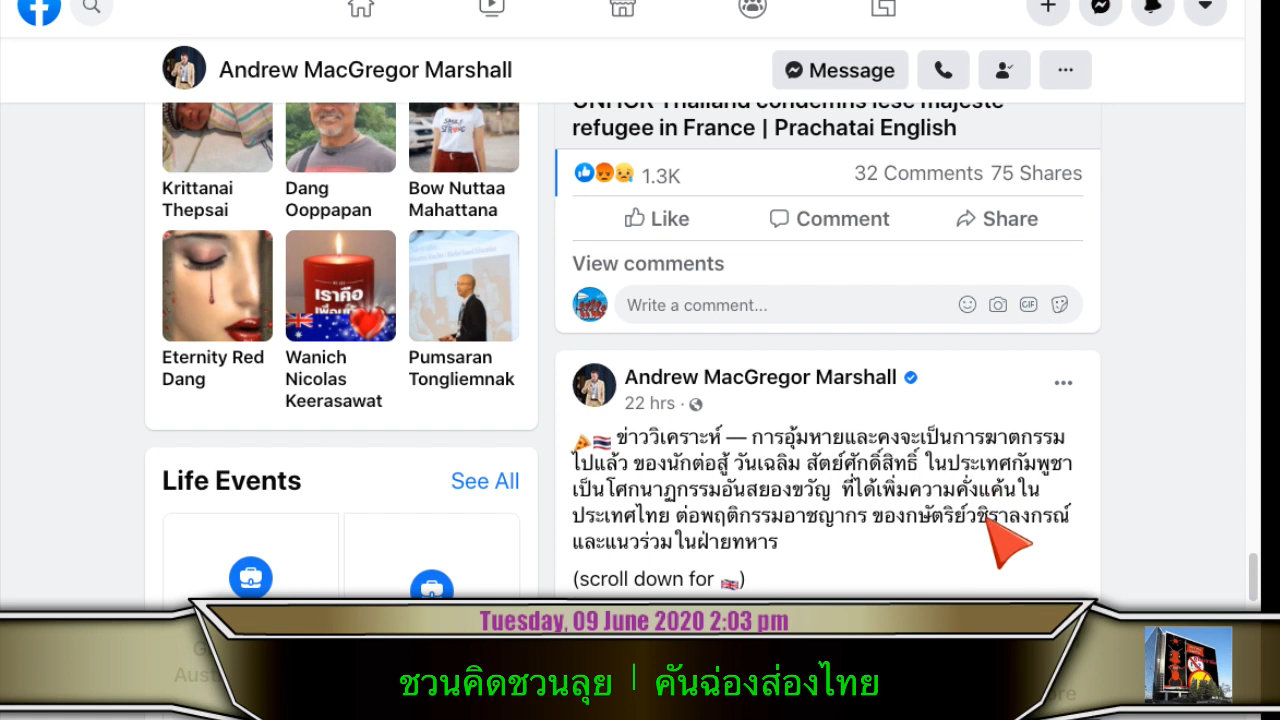 Andrew MacGregor Marshall
Message
Krittanai
Thepsai
Dang
Ooppapan
Bow Nuttaa
Mahattana
เราคือ
Eternity Red
Dang
Wanich
Nicolas
Keerasawat
Pumsaran
Tongliemnak
Life Events
See All
UNHCR Thailand condemns lèse majesté
refugee in France | Prachatai English
1.3K
32 Comments 75 Shares
Like
Comment
Share
View comments
Write a comment...
GIF
Andrew MacGregor Marshall
22 hrs
ข่าววิเคราะห์ — การอุ้มหายและคงจะเป็นการฆาตกรรม
ไปแล้ว ของนักต่อสู้ วันเฉลิม สัตย์ศักดิ์สิทธิ์ ในประเทศกัมพูชา
เป็นโศกนาฏกรรมอันสยองขวัญ ที่ได้เพิ่มความคั่งแค้นใน
ประเทศไทย ต่อพฤติกรรมอาชญากร ของกษัตริย์วชิราลงกรณ์
และแนวร่วมในฝ่ายทหาร
(scroll down for )
Tuesday, 09 June 2020 2:03 pm
ชวนคิดชวนลุย | คันฉ่องส่องไทย